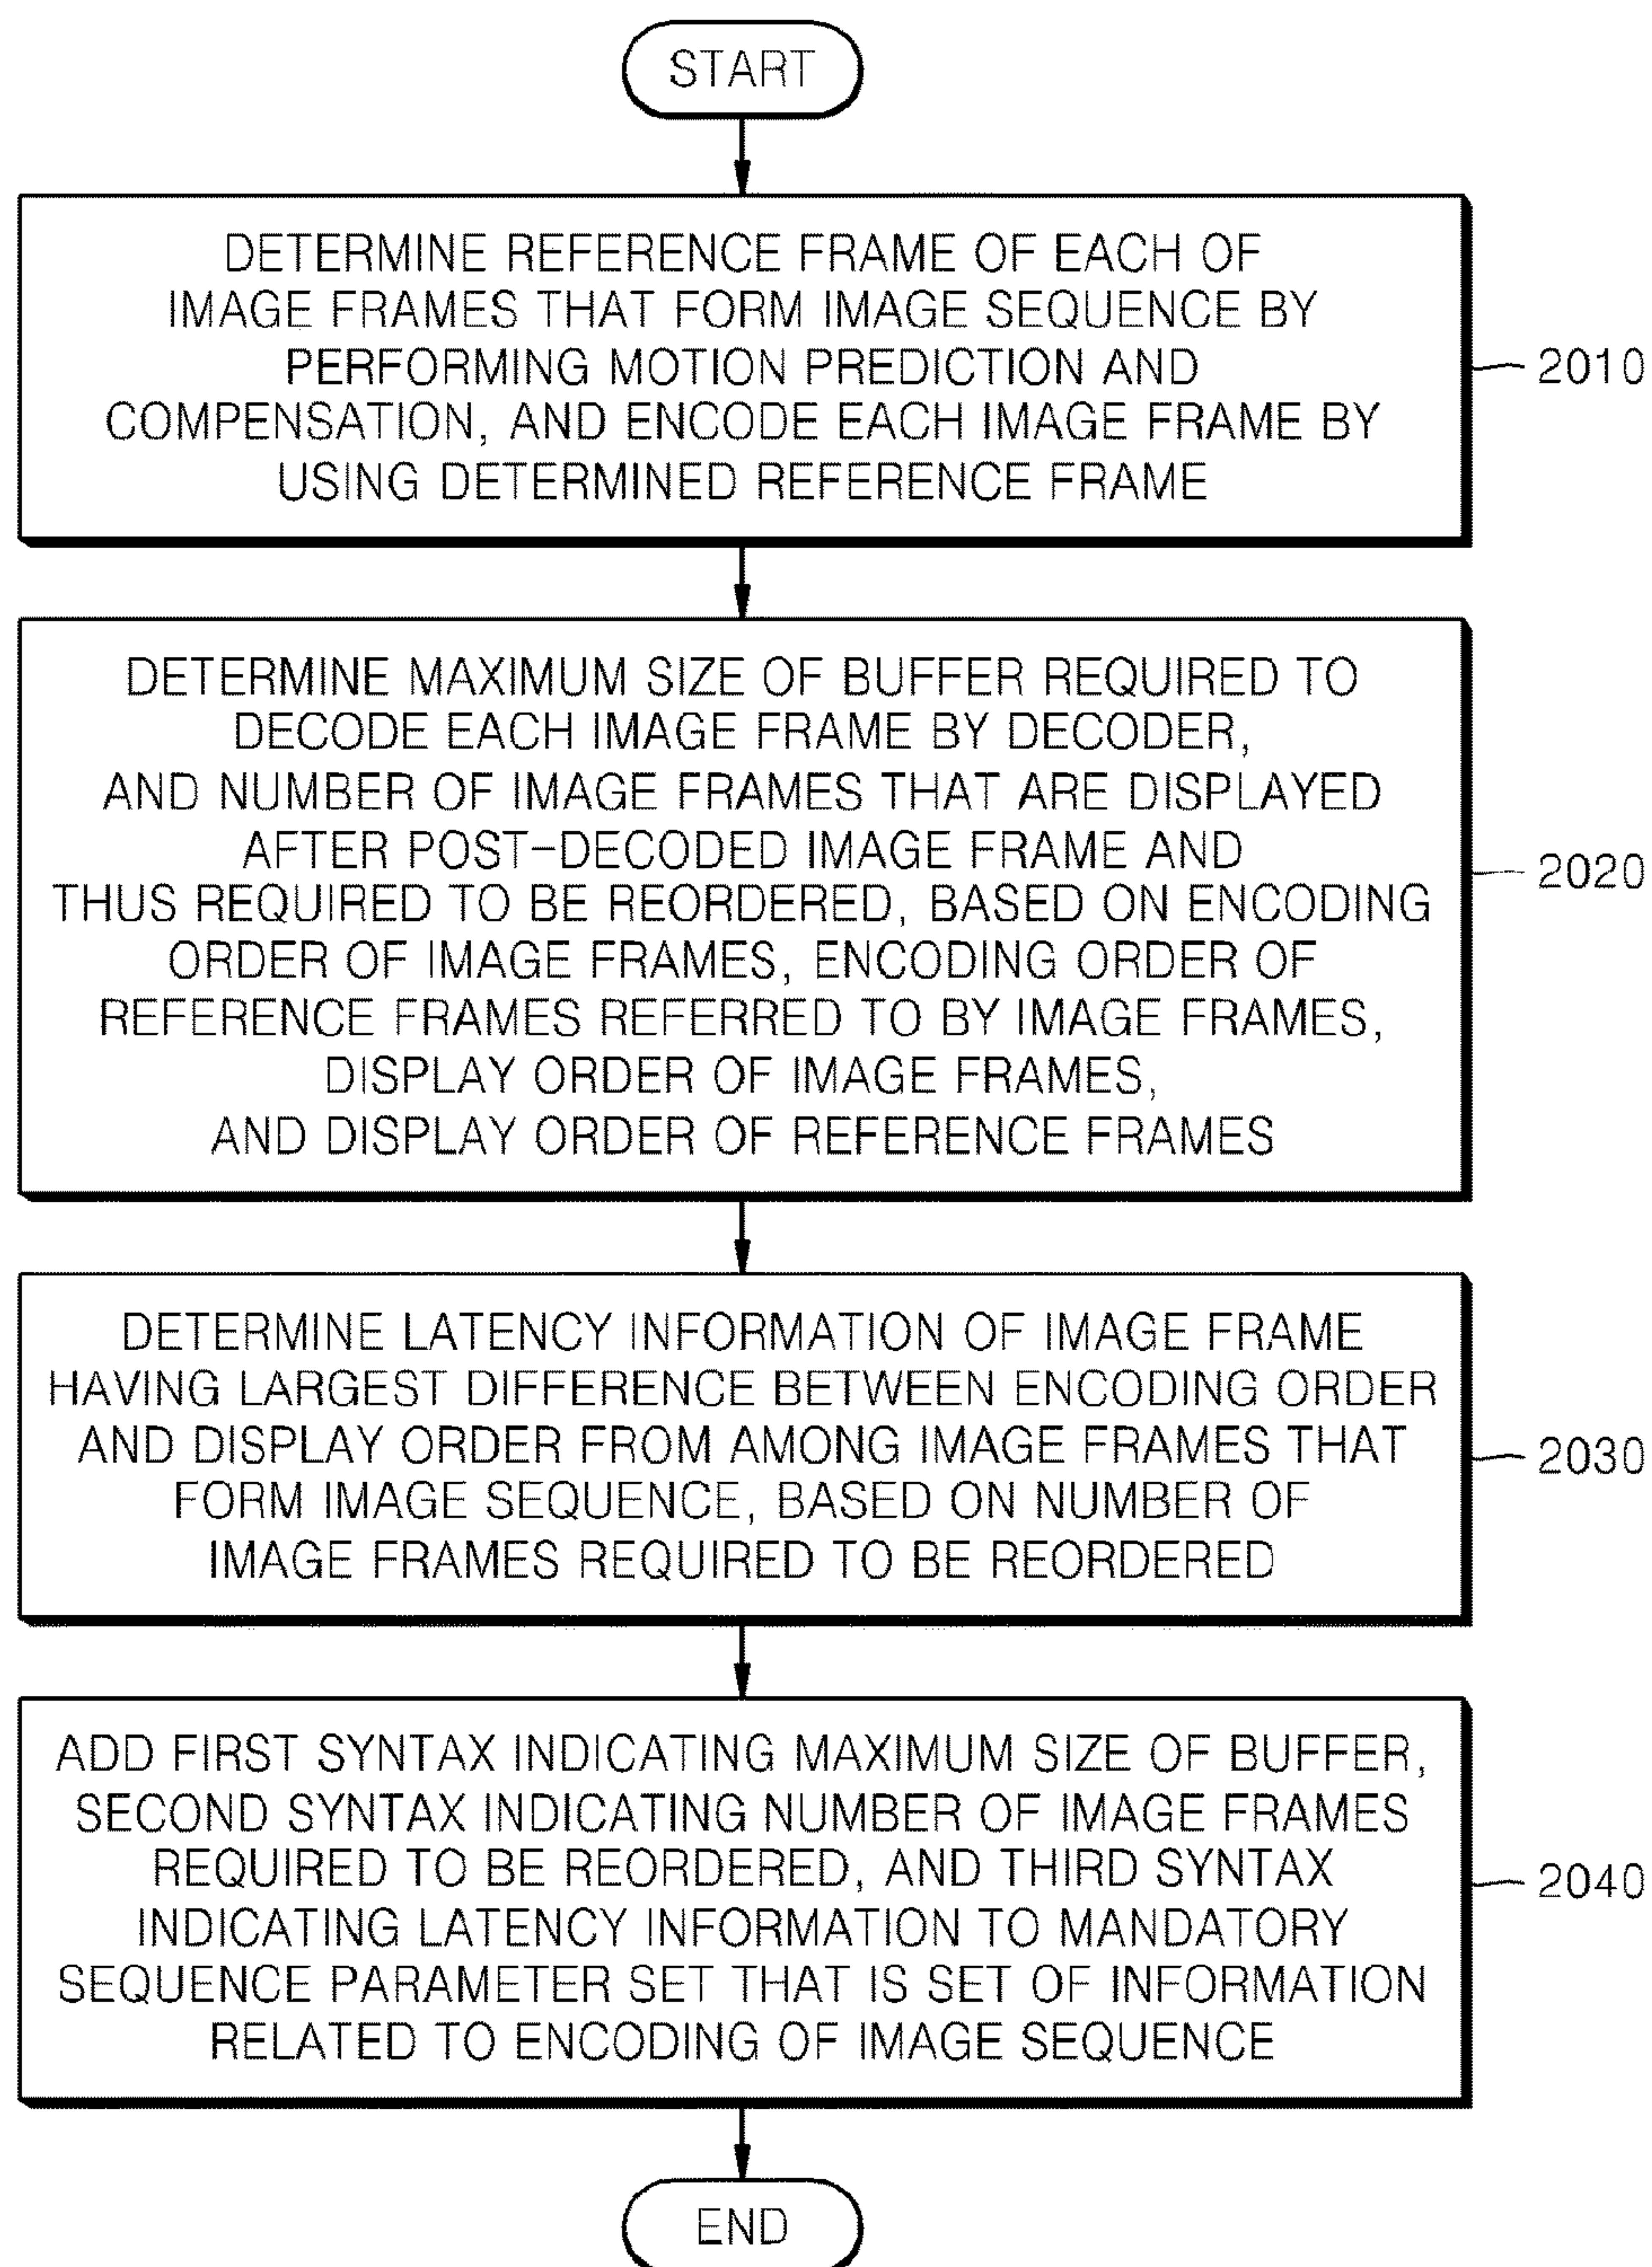 START
DETERMINE REFERENCE FRAME OF EACH OF
IMAGE FRAMES THAT FORM IMAGE SEQUENCE BY
PERFORMING MOTION PREDICTION AND
COMPENSATION, AND ENCODE EACH IMAGE FRAME BY
USING DETERMINED REFERENCE FRAME
2010
DETERMINE MAXIMUM SIZE OF BUFFER REQUIRED TO
DECODE EACH IMAGE FRAME BY DECODER,
AND NUMBER OF IMAGE FRAMES THAT ARE DISPLAYED
AFTER POST-DECODED IMAGE FRAME AND
THUS REQUIRED TO BE REORDERED, BASED ON ENCODING
ORDER OF IMAGE FRAMES, ENCODING ORDER OF
REFERENCE FRAMES REFERRED TO BY IMAGE FRAMES,
DISPLAY ORDER OF IMAGE FRAMES,
AND DISPLAY ORDER OF REFERENCE FRAMES
2020
DETERMINE LATENCY INFORMATION OF IMAGE FRAME
HAVING LARGEST DIFFERENCE BETWEEN ENCODING ORDER
AND DISPLAY ORDER FROM AMONG IMAGE FRAMES THAT
FORM IMAGE SEQUENCE, BASED ON NUMBER OF
IMAGE FRAMES REQUIRED TO BE REORDERED
2030
ADD FIRST SYNTAX INDICATING MAXIMUM SIZE OF BUFFER,
SECOND SYNTAX INDICATING NUMBER OF IMAGE FRAMES
REQUIRED TO BE REORDERED, AND THIRD SYNTAX
INDICATING LATENCY INFORMATION TO MANDATORY
SEQUENCE PARAMETER SET THAT IS SET OF INFORMATION
RELATED TO ENCODING OF IMAGE SEQUENCE
2040
END